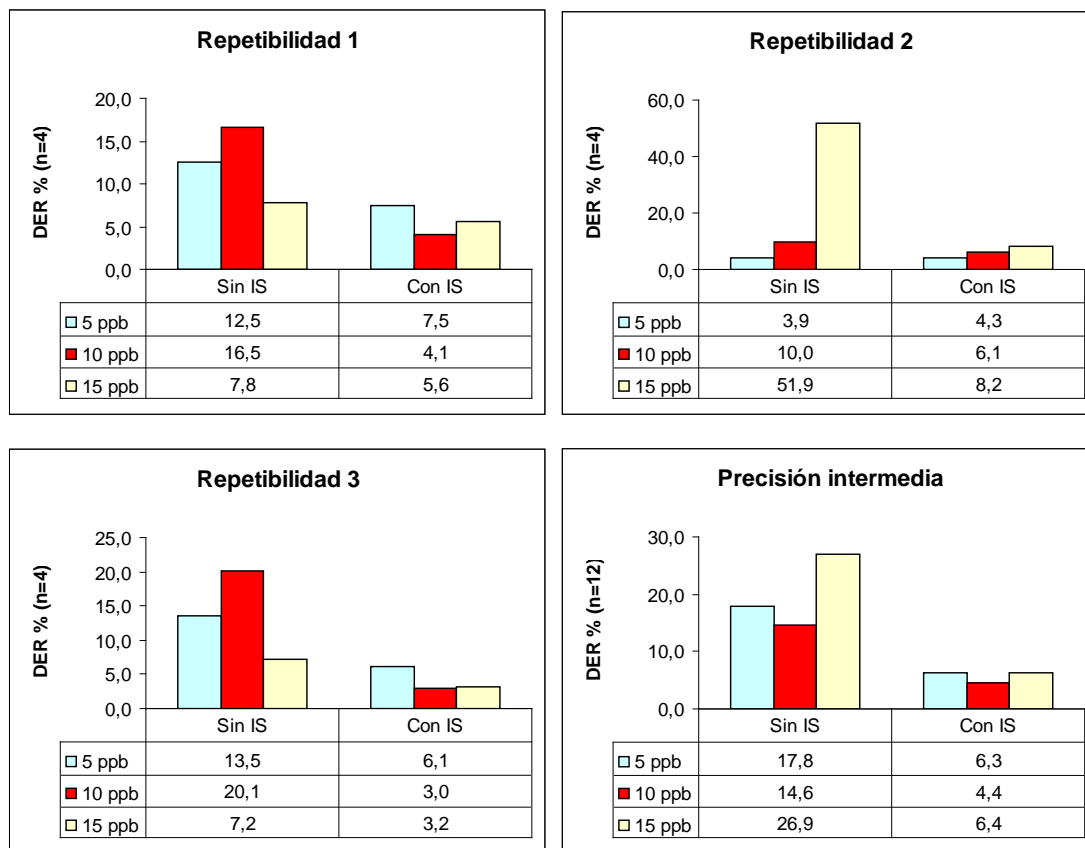 Repetibilidad 1
DER % (n=4)
20,0
15,0
10,0
5,0
0,0
Sin IS Con IS
5 ppb 12,5 7,5
10 ppb 16,5 4,1
15 ppb 7,8 5,6
Repetibilidad 2
DER % (n=4)
60,0
40,0
20,0
0,0
Sin IS Con IS
5 ppb 3,9 4,3
10 ppb 10,0 6,1
15 ppb 51,9 8,2
Repetibilidad 3
DER % (n=4)
25,0
20,0
15,0
10,0
5,0
0,0
Sin IS Con IS
5 ppb 13,5 6,1
10 ppb 20,1 3,0
15 ppb 7,2 3,2
Precisión intermedia
DER % (n=12)
30,0
20,0
10,0
0,0
Sin IS Con IS
5 ppb 17,8 6,3
10 ppb 14,6 4,4
15 ppb 26,9 6,4